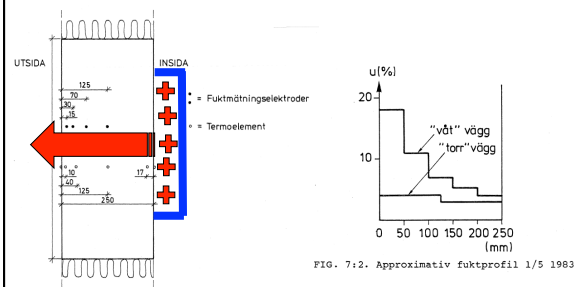 UTSIDA
INSIDA
125
70
30
15
= Fuktmätningselektroder
= Termoelement
10
17
40
125
250
u(%)
20
10
"våt" vägg
"torr" vägg
0 50 100 150 200 250
(mm)
FIG. 7:2. Approximativ fuktprofil 1/5 1983